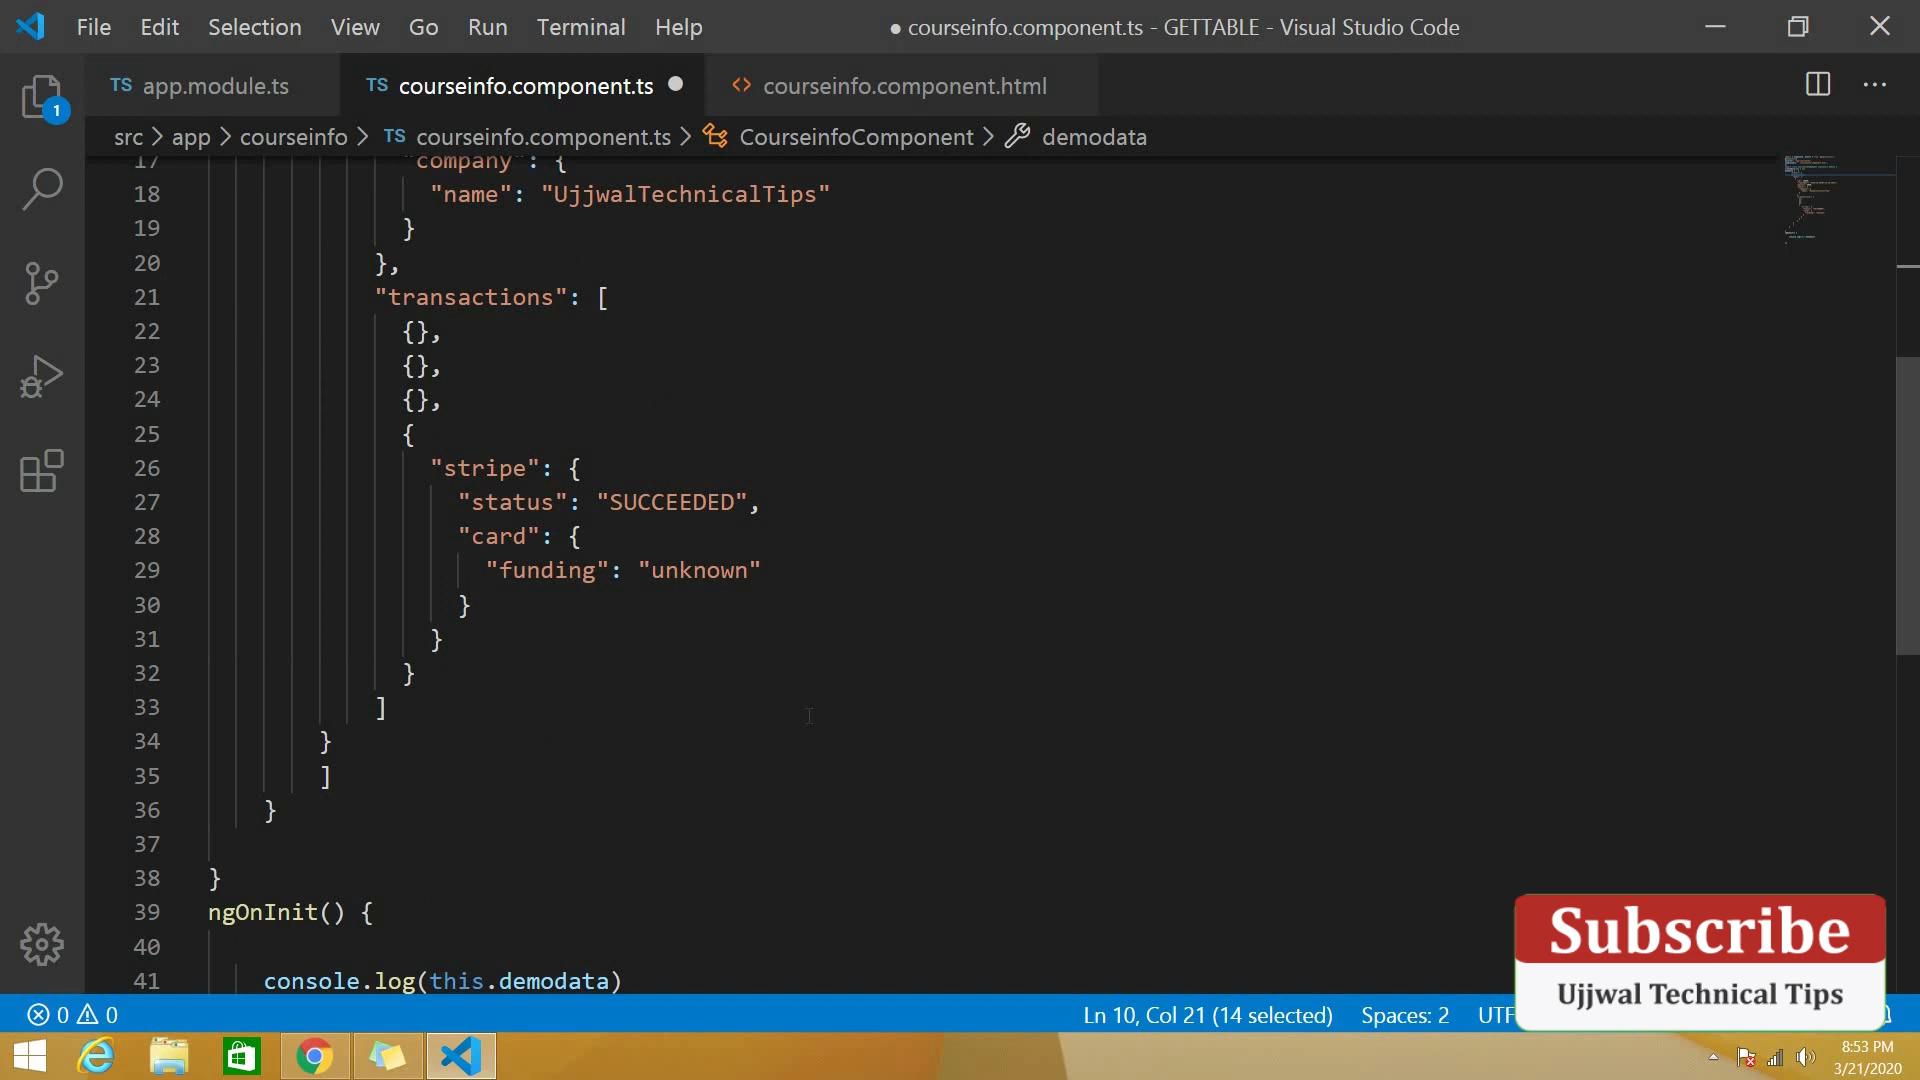 File Edit Selection View Go Run Terminal Help ● courseinfo.component.ts - GETTABLE - Visual Studio Code
1
TS app.module.ts TS courseinfo.component.ts ● <> courseinfo.component.html ...
src > app > courseinfo > TS courseinfo.component.ts > CourseinfoComponent > demodata
17 "company": {
18 "name": "UjjwalTechnicalTips"
19 }
20 },
21 "transactions": [
22 {},
23 {},
24 {},
25 {
26 "stripe": {
27 "status": "SUCCEEDED",
28 "card": {
29 "funding": "unknown"
30 }
31 }
32 }
33 ]
34 }
35 ]
36 }
37
38 }
39 ngOnInit() {
40
41 console.log(this.demodata)
Subscribe
Ujjwal Technical Tips
0 0 Ln 10, Col 21 (14 selected) Spaces: 2 UTF
8:53 PM
3/21/2020